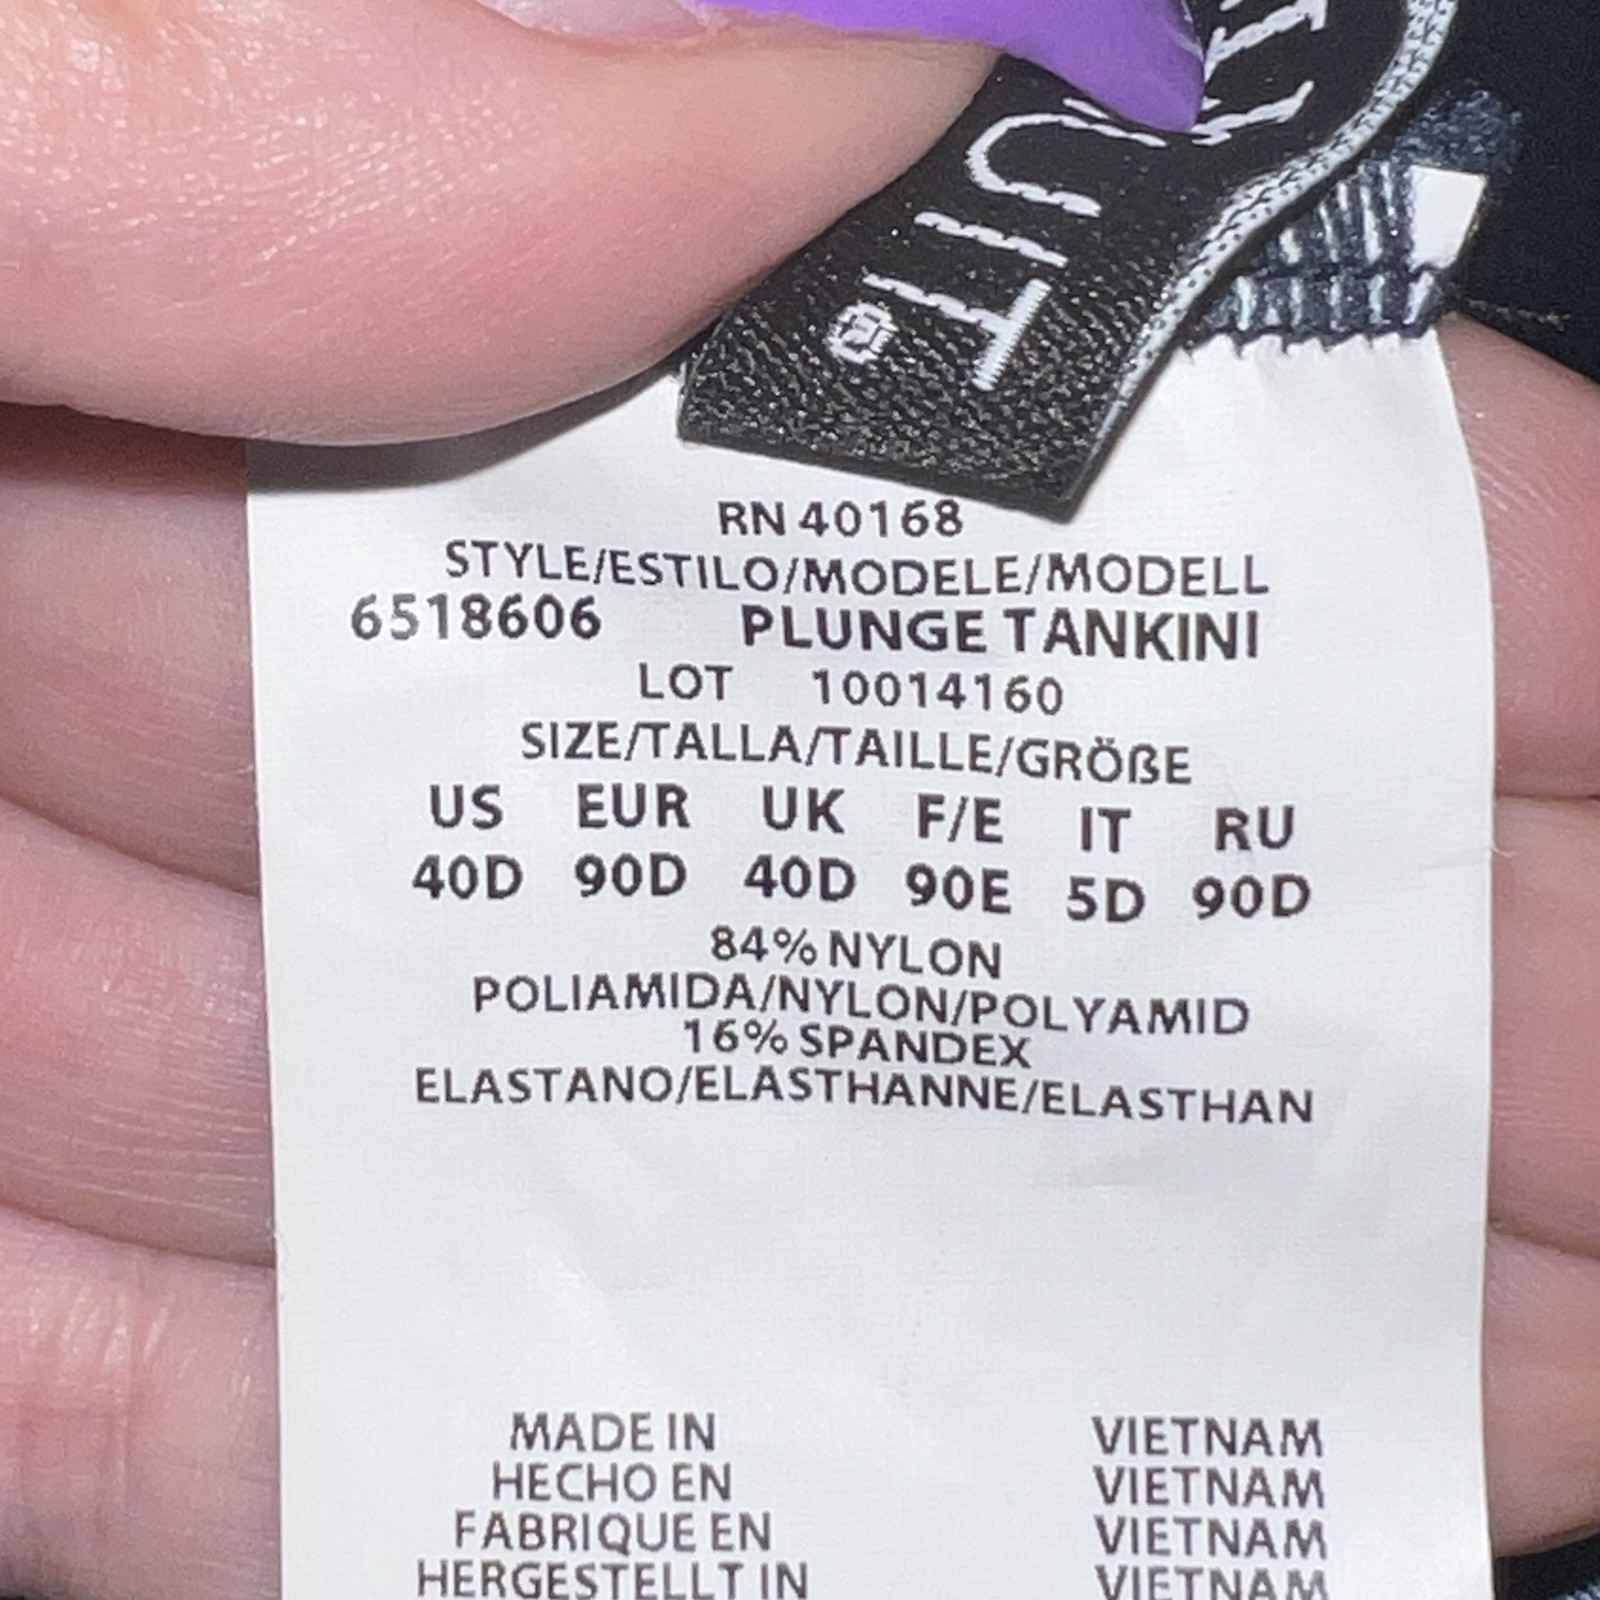 RN 40168
STYLE/ESTILO/MODELE/MODELL
6518606 PLUNGE TANKINI
LOT 10014160
SIZE/TALLA/TAILLE/GRÖßE
US EUR UK F/E IT RU
40D 90D 40D 90E 5D 90D
84% NYLON
POLIAMIDA/NYLON/POLYAMID
16% SPANDEX
ELASTANO/ELASTHANNE/ELASTHAN
MADE IN VIETNAM
HECHO EN VIETNAM
FABRIQUE EN VIETNAM
HERGESTELLT IN VIETNAM